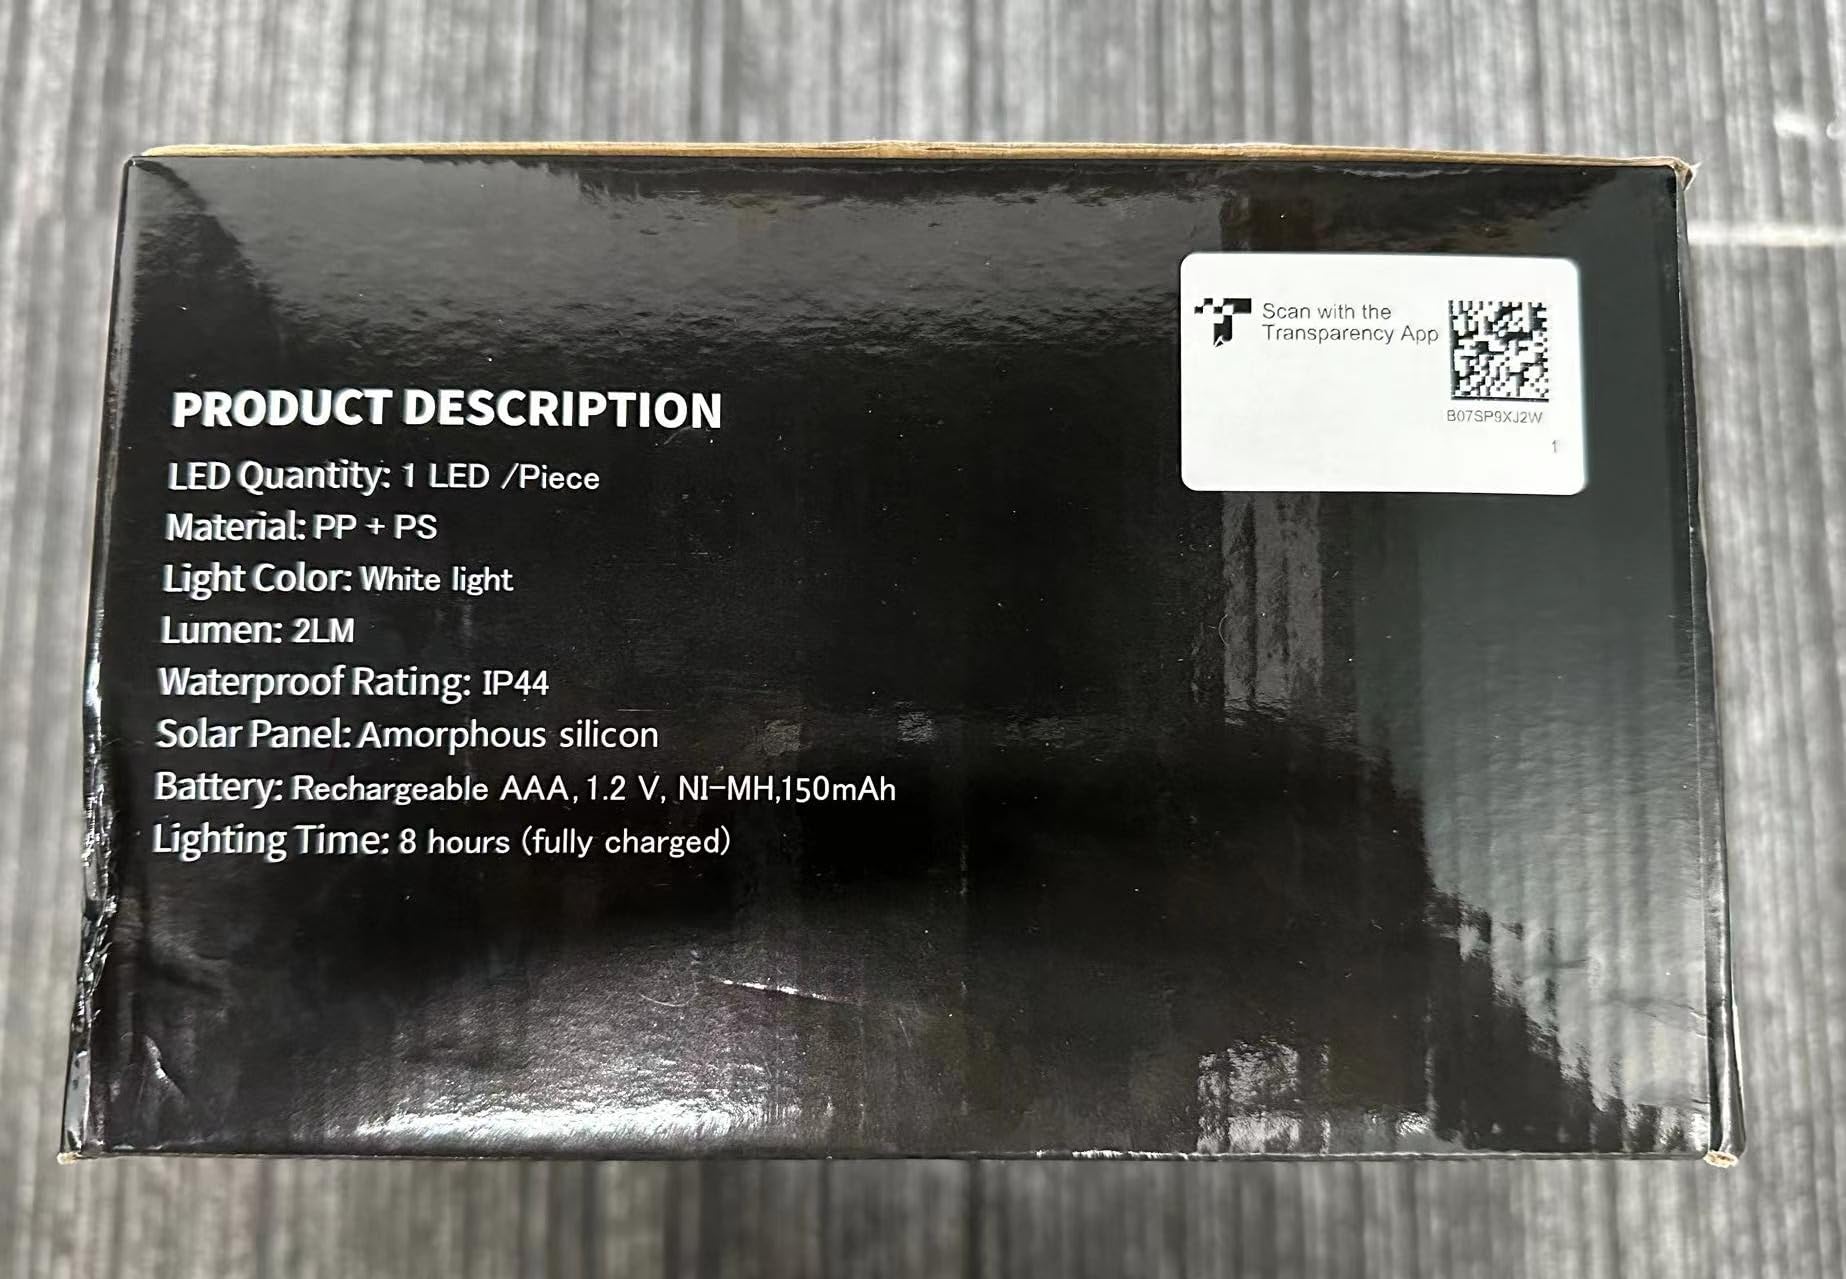 Scan with the
Transparency App
B07SP9XJ2W
1
PRODUCT DESCRIPTION
LED Quantity: 1 LED /Piece
Material: PP + PS
Light Color: White light
Lumen: 2LM
Waterproof Rating: IP44
Solar Panel: Amorphous silicon
Battery: Rechargeable AAA, 1.2 V, NI-MH,150mAh
Lighting Time: 8 hours (fully charged)